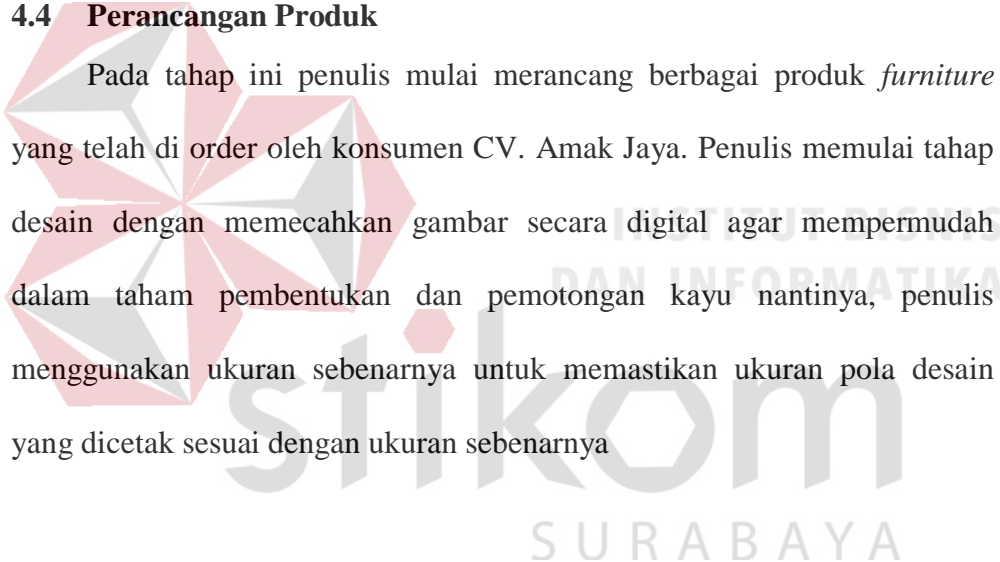 4.4 Perancangan Produk
Pada tahap ini penulis mulai merancang berbagai produk furniture
yang telah di order oleh konsumen CV. Amak Jaya. Penulis memulai tahap
desain dengan memecahkan gambar secara digital agar mempermudah
INSTITUT BISNIS
dalam taham pembentukan dan pemotongan kayu nantinya, penulis
DAN INFORMATIKA
menggunakan ukuran sebenarnya untuk memastikan ukuran pola desain
stikom
yang dicetak sesuai dengan ukuran sebenarnya
SURABAYA